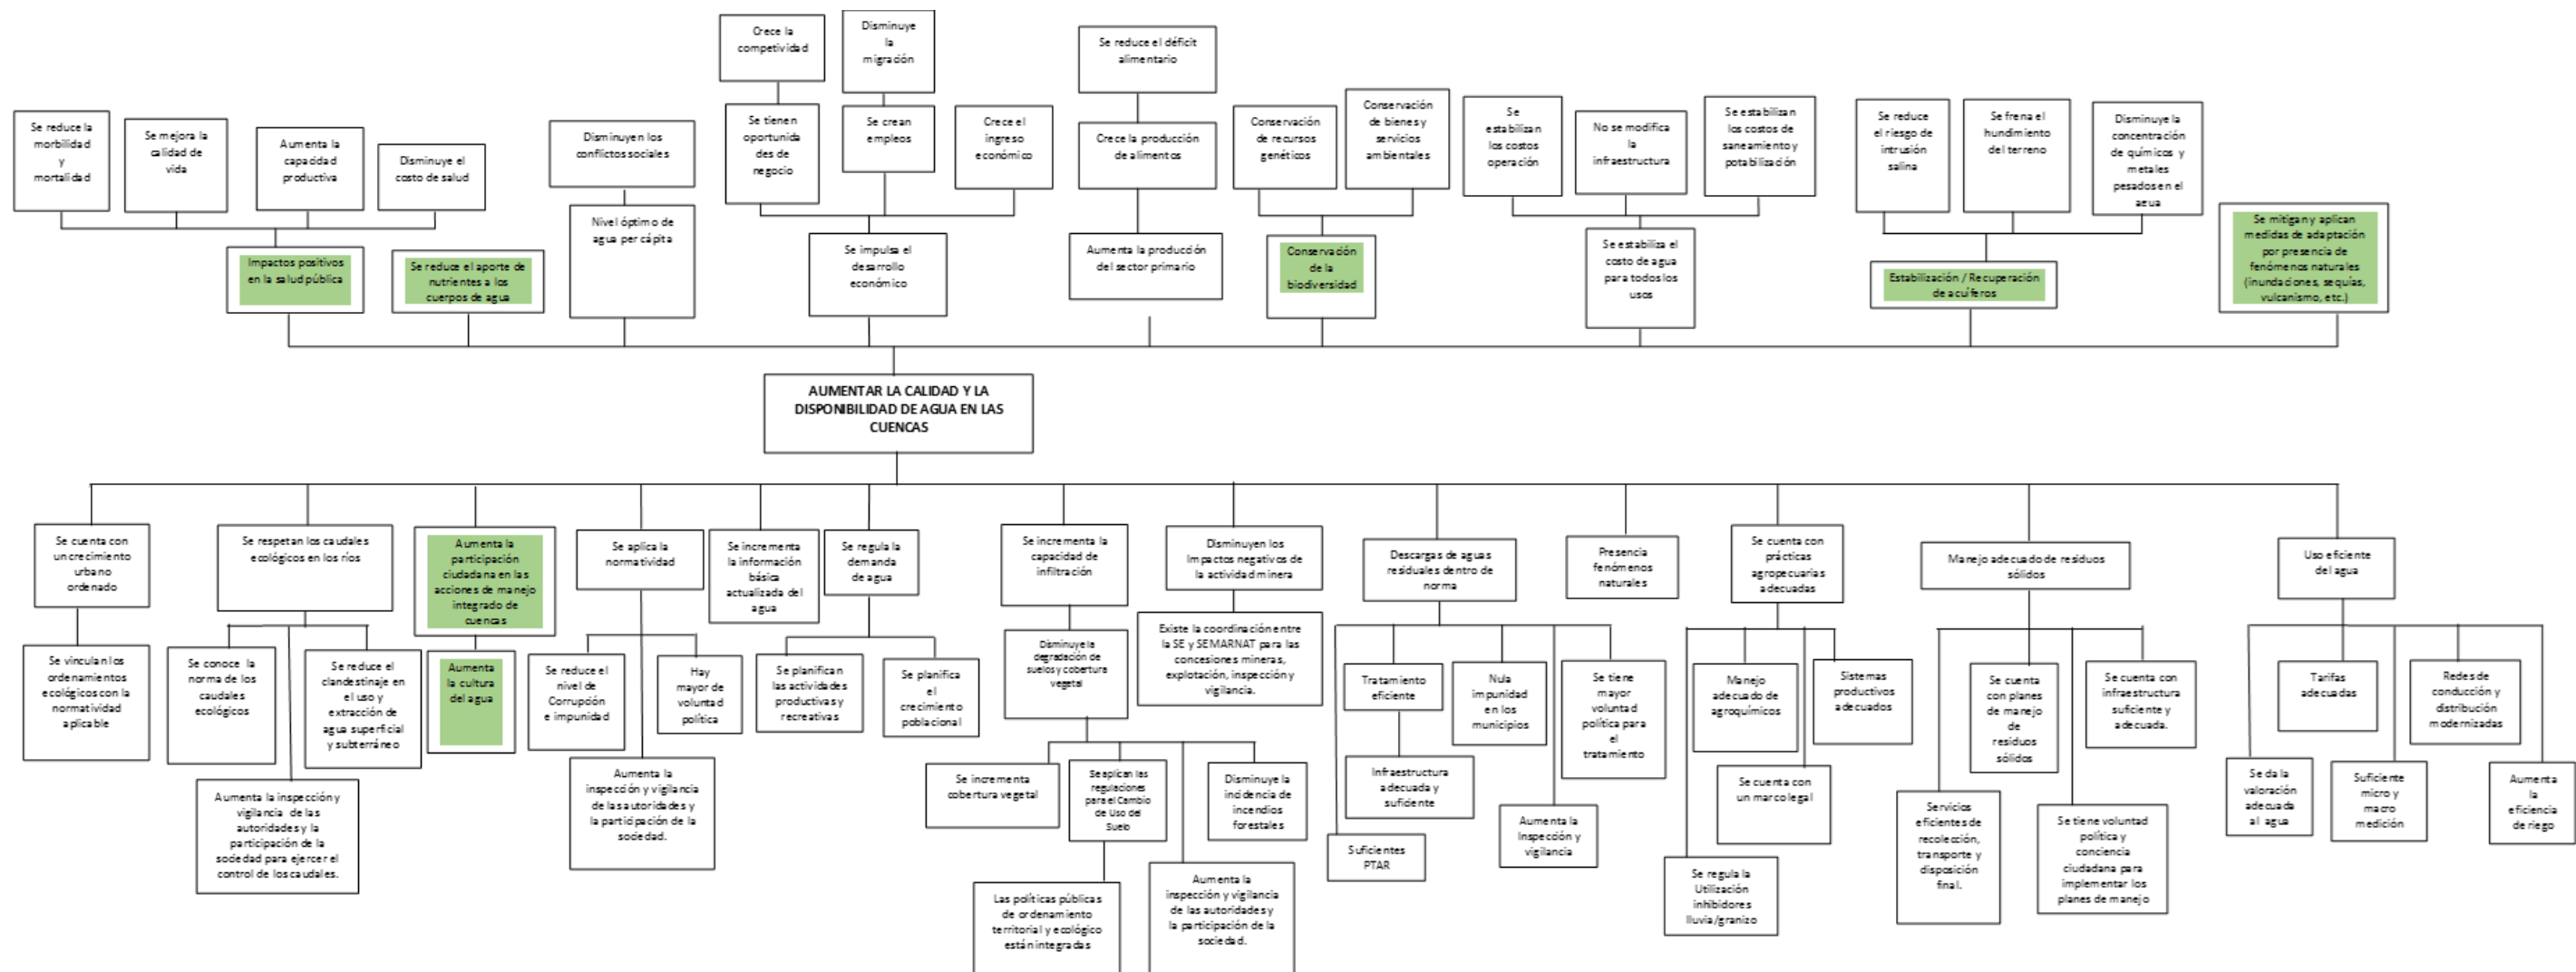 Crece la
competividad
Disminuye
la
migración
Se reduce el déficit
alimentario
Se reduce la
morbilidad
y
mortalidad
Se mejora la
calidad de
vida
Aumenta la
capacidad
productiva
Disminuye el
costo de salud
Disminuyen los
conflictos sociales
Se tienen
oportunida
des de
negocio
Se crean
empleos
Crece el
ingreso
económico
Crece la producción
de alimentos
Conservación
de recursos
genéticos
Conservación
de bienes y
servicios
ambientales
Se
estabilizan
los costos
operación
No se modifica
la
infraestructura
Se estabilizan
los costos de
saneamiento y
potabilización
Se reduce
el riesgo de
intrusión
salina
Se frena el
hundimiento
del terreno
Disminuye la
concentración
de químicos y
metales
pesados en el
agua
Impactos positivos
en la salud pública
Se reduce el aporte de
nutrientes a los
cuerpos de agua
Nivel óptimo de
agua per cápita
Se impulsa el
desarrollo
económico
Aumenta la producción
del sector primario
Conservación
de la
biodiversidad
Se estabiliza el
costo de agua
para todos los
usos
Estabilización / Recuperación
de acuíferos
Se mitigan y aplican
medidas de adaptación
por presencia de
fenómenos naturales
(inundaciones, sequías,
vulcanismo, etc.)
AUMENTAR LA CALIDAD Y LA
DISPONIBILIDAD DE AGUA EN LAS
CUENCAS
Se cuenta con
un crecimiento
urbano
ordenado
Se respetan los caudales
ecológicos en los ríos
Aumenta la
participación
ciudadana en las
acciones de manejo
integrado de
cuencas
Se aplica la
normatividad
Se incrementa
la información
básica
actualizada del
agua
Se regula la
demanda
de agua
Se incrementa la
capacidad de
infiltración
Disminuyen los
Impactos negativos de
la actividad minera
Descargas de aguas
residuales dentro de
norma
Presencia
fenómenos
naturales
Se cuenta con
prácticas
agropecuarias
adecuadas
Manejo adecuado de residuos
sólidos
Uso eficiente
del agua
Se vinculan los
ordenamientos
ecológicos con la
normatividad
aplicable
Se conoce la
norma de los
caudales
ecológicos
Se reduce el
clandestinaje en
el uso y
extracción de
agua superficial
y subterráneo
Aumenta
la cultura
del agua
Se reduce el
nivel de
Corrupción
e impunidad
Hay
mayor de
voluntad
política
Se planifican
las actividades
productivas y
recreativas
Se planifica
el
crecimiento
poblacional
Disminuye la
degradación de
suelos y cobertura
vegetal
Existe la coordinación entre
la SE y SEMARNAT para las
concesiones mineras,
explotación, inspección y
vigilancia.
Tratamiento
eficiente
Nula
impunidad
en los
municipios
Se tiene
mayor
voluntad
política para
el
tratamiento
Manejo
adecuado de
agroquímicos
Sistemas
productivos
adecuados
Se cuenta
con planes
de manejo
de
residuos
sólidos
Se cuenta con
infraestructura
suficiente y
adecuada.
Tarifas
adecuadas
Redes de
conducción y
distribución
modernizadas
Aumenta la inspección y
vigilancia de las
autoridades y la
participación de la
sociedad para ejercer el
control de los caudales.
Aumenta la
inspección y vigilancia
de las autoridades y
la participación de la
sociedad.
Se incrementa
cobertura vegetal
Se aplican las
regulaciones
para el Cambio
de Uso del
Suelo
Disminuye la
incidencia de
incendios
forestales
Infraestructura
adecuada y
suficiente
Suficientes
PTAR
Aumenta la
Inspección y
vigilancia
Se cuenta con
un marco legal
Servicios
eficientes de
recolección,
transporte y
disposición
final.
Se tiene voluntad
política y
conciencia
ciudadana para
implementar los
planes de manejo
Se da la
valoración
adecuada
al agua
Suficiente
micro y
macro
medición
Aumenta
la
eficiencia
de riego
Las políticas públicas
de ordenamiento
territorial y ecológico
están integradas
Aumenta la
inspección y vigilancia
de las autoridades y
la participación de la
sociedad.
Se regula la
Utilización
inhibidores
lluvia/granizo